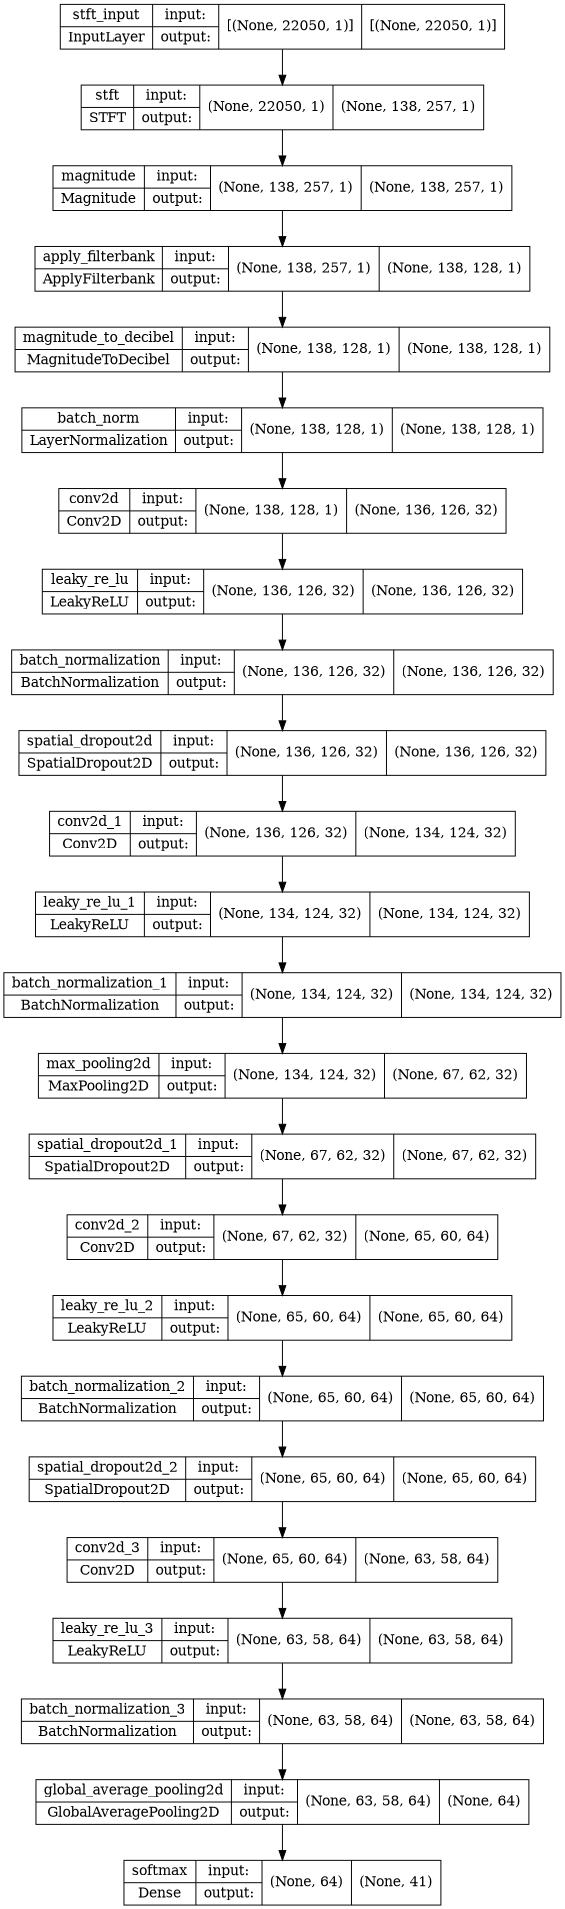 stft_input input: [(None, 22050, 1)] [(None, 22050, 1)]
InputLayer output:
stft input: (None, 22050, 1) (None, 138, 257, 1)
STFT output:
magnitude input: (None, 138, 257, 1) (None, 138, 257, 1)
Magnitude output:
apply_filterbank input: (None, 138, 257, 1) (None, 138, 128, 1)
ApplyFilterbank output:
magnitude_to_decibel input: (None, 138, 128, 1) (None, 138, 128, 1)
MagnitudeToDecibel output:
batch_norm input: (None, 138, 128, 1) (None, 138, 128, 1)
LayerNormalization output:
conv2d input: (None, 138, 128, 1) (None, 136, 126, 32)
Conv2D output:
leaky_re_lu input: (None, 136, 126, 32) (None, 136, 126, 32)
LeakyReLU output:
batch_normalization input: (None, 136, 126, 32) (None, 136, 126, 32)
BatchNormalization output:
spatial_dropout2d input: (None, 136, 126, 32) (None, 136, 126, 32)
SpatialDropout2D output:
conv2d_1 input: (None, 136, 126, 32) (None, 134, 124, 32)
Conv2D output:
leaky_re_lu_1 input: (None, 134, 124, 32) (None, 134, 124, 32)
LeakyReLU output:
batch_normalization_1 input: (None, 134, 124, 32) (None, 134, 124, 32)
BatchNormalization output:
max_pooling2d input: (None, 134, 124, 32) (None, 67, 62, 32)
MaxPooling2D output:
spatial_dropout2d_1 input: (None, 67, 62, 32) (None, 67, 62, 32)
SpatialDropout2D output:
conv2d_2 input: (None, 67, 62, 32) (None, 65, 60, 64)
Conv2D output:
leaky_re_lu_2 input: (None, 65, 60, 64) (None, 65, 60, 64)
LeakyReLU output:
batch_normalization_2 input: (None, 65, 60, 64) (None, 65, 60, 64)
BatchNormalization output:
spatial_dropout2d_2 input: (None, 65, 60, 64) (None, 65, 60, 64)
SpatialDropout2D output:
conv2d_3 input: (None, 65, 60, 64) (None, 63, 58, 64)
Conv2D output:
leaky_re_lu_3 input: (None, 63, 58, 64) (None, 63, 58, 64)
LeakyReLU output:
batch_normalization_3 input: (None, 63, 58, 64) (None, 63, 58, 64)
BatchNormalization output:
global_average_pooling2d input: (None, 63, 58, 64) (None, 64)
GlobalAveragePooling2D output:
softmax input: (None, 64) (None, 41)
Dense output: